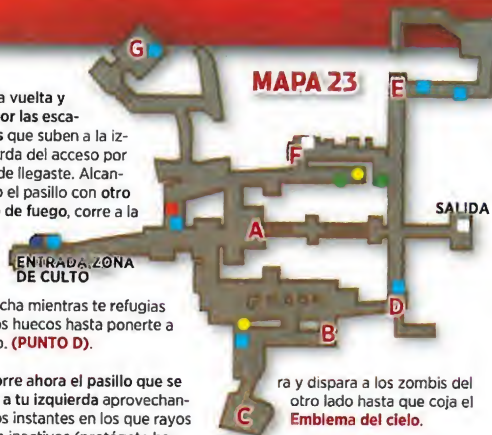 MAPA 23
G
E
F
A
SALIDA
ENTRADA ZONA
DE CULTO
D
B
C
a vuelta y
or las esca-
s que suben a la iz-
rda del acceso por
de llegaste. Alcan-
o el pasillo con otro
o de fuego, corre a la
cha mientras te refugias
os huecos hasta ponerte a
o. (PUNTO D).
rre ahora el pasillo que se
a tu izquierda aprovechan-
os instantes en los que rayos
ra y dispara a los zombis del
otro lado hasta que coja el
Emblema del cielo.